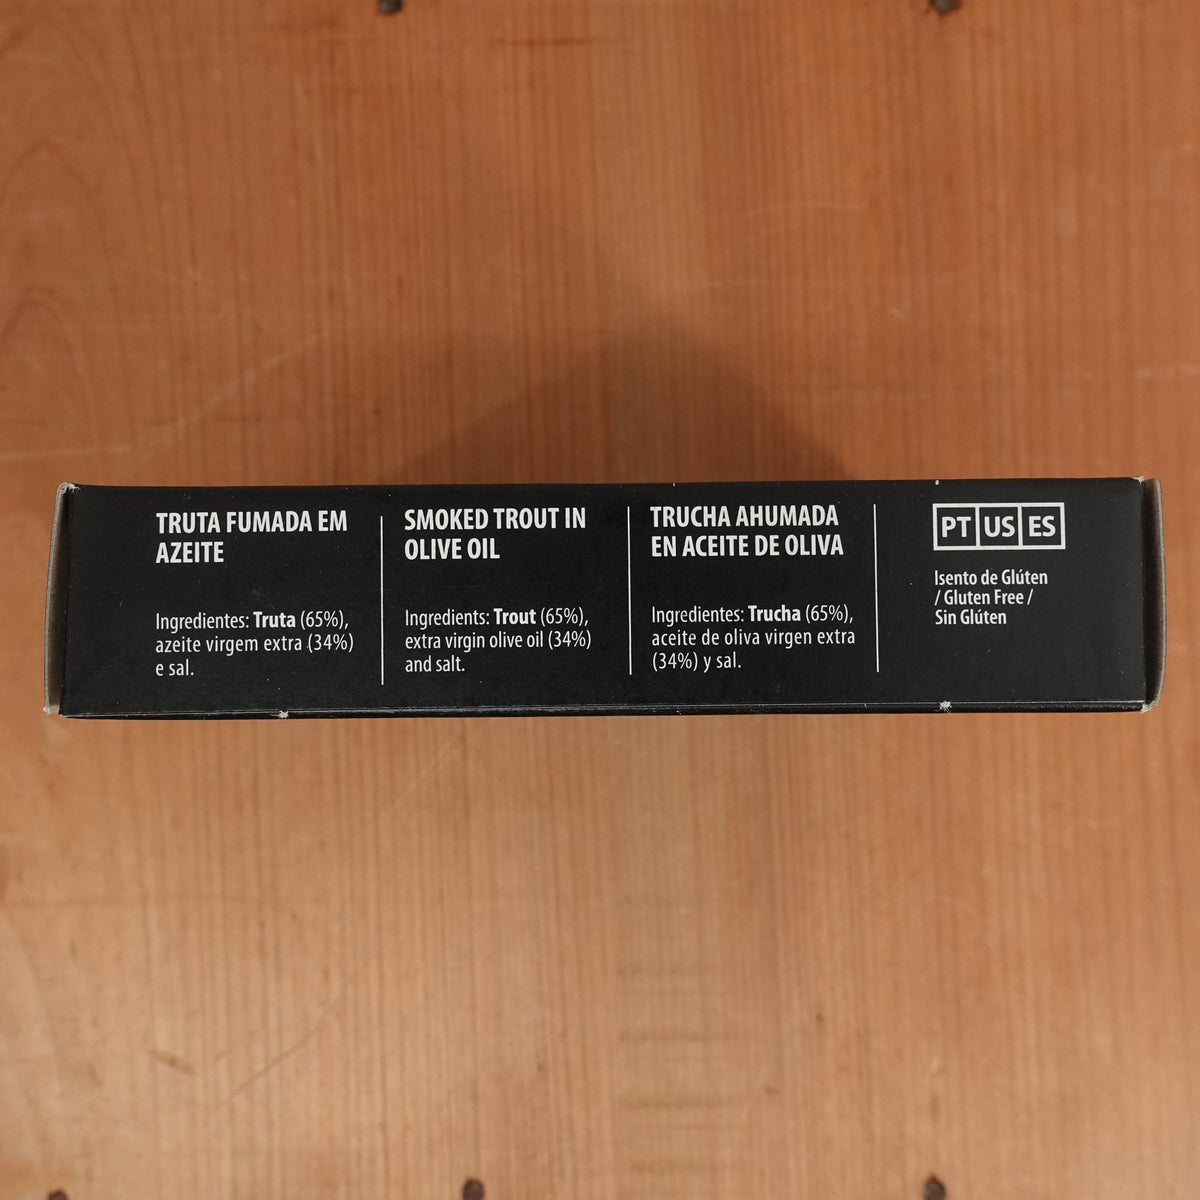 TRUTA FUMADA EM
AZEITE
Ingredientes: Truta (65%),
azeite virgem extra (34%)
e sal.
SMOKED TROUT IN
OLIVE OIL
Ingredients: Trout (65%),
extra virgin olive oil (34%)
and salt.
TRUCHA AHUMADA
EN ACEITE DE OLIVA
Ingredientes: Trucha (65%),
aceite de oliva virgen extra
(34%) y sal.
PT US ES
Isento de Glúten
/ Gluten Free /
Sin Glúten